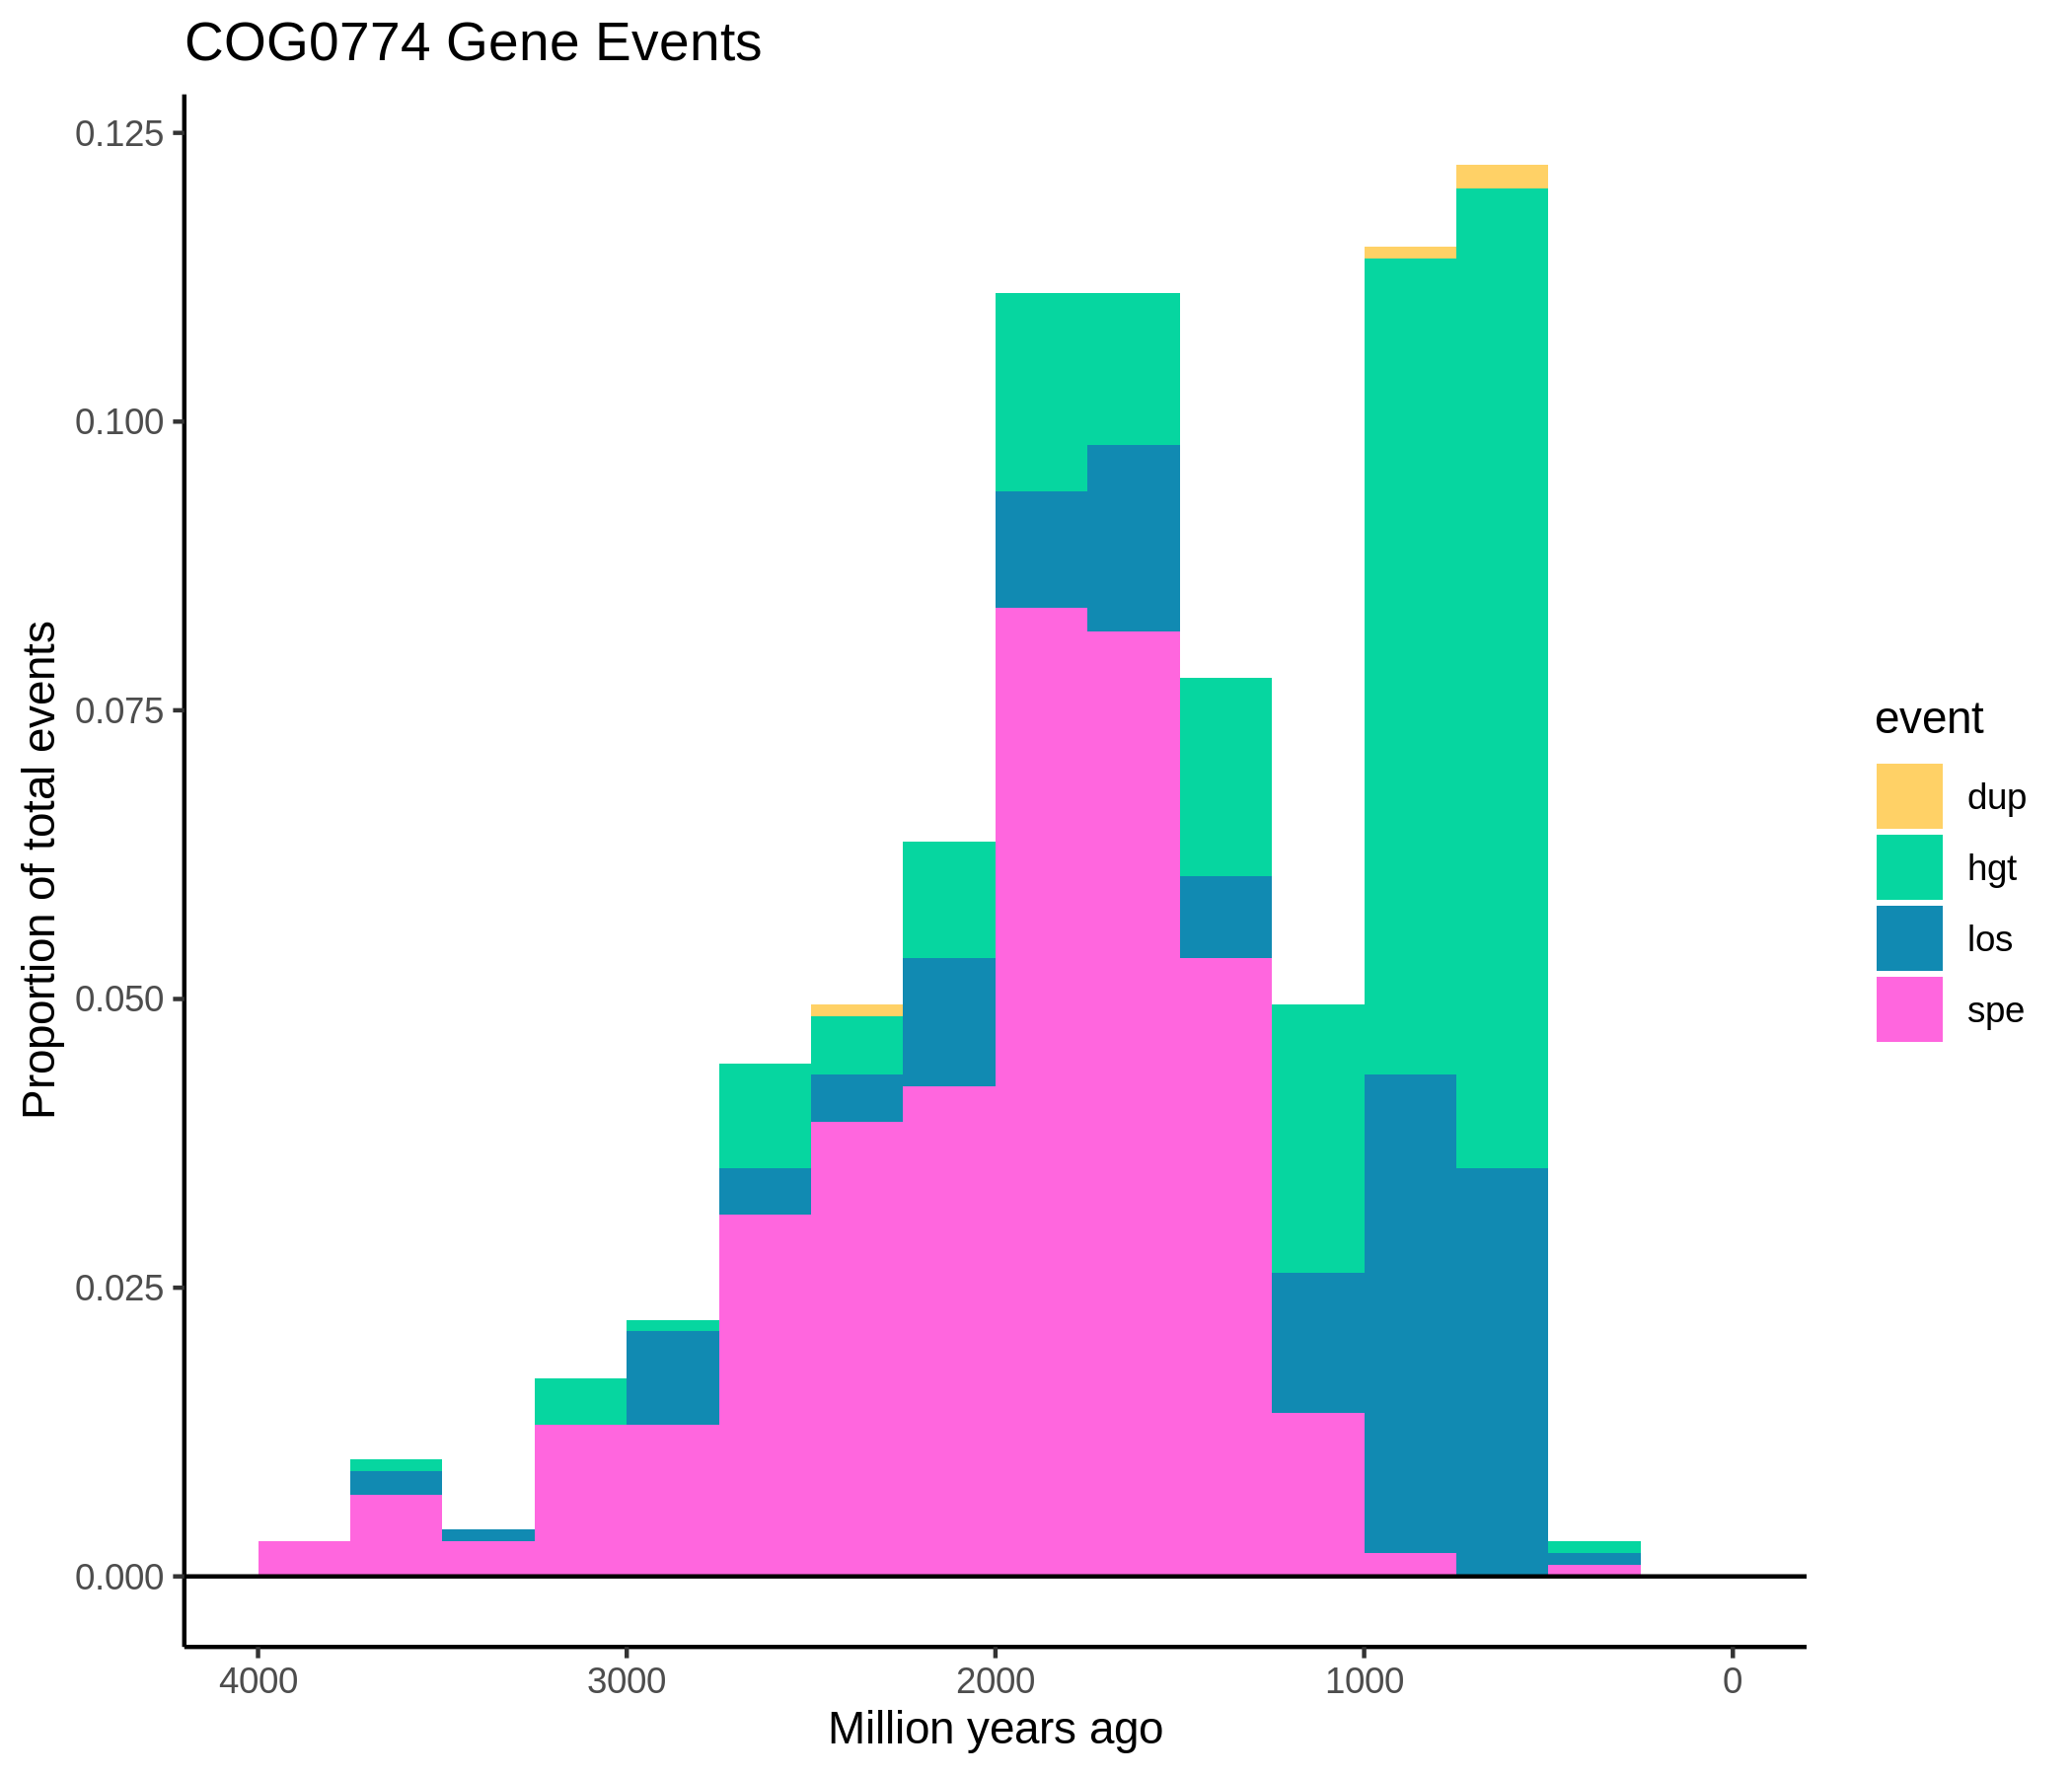 COG0774 Gene Events
0.125
0.100
0.075
0.050
0.025
0.000
Proportion of total events
4000 3000 2000 1000 0
Million years ago
event
dup
hgt
los
spe